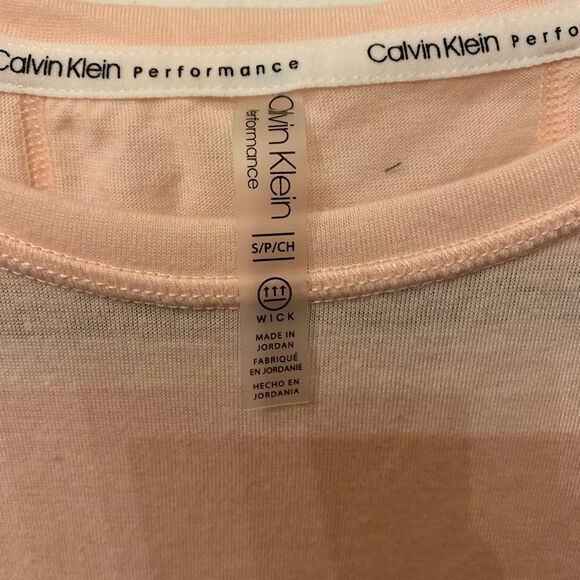 Calvin Klein Performance
Calvin Klein Perfo
Calvin Klein
Performance
S/P/CH
WICK
MADE IN
JORDAN
FABRIQUÉ
EN JORDANIE
HECHO EN
JORDANIA